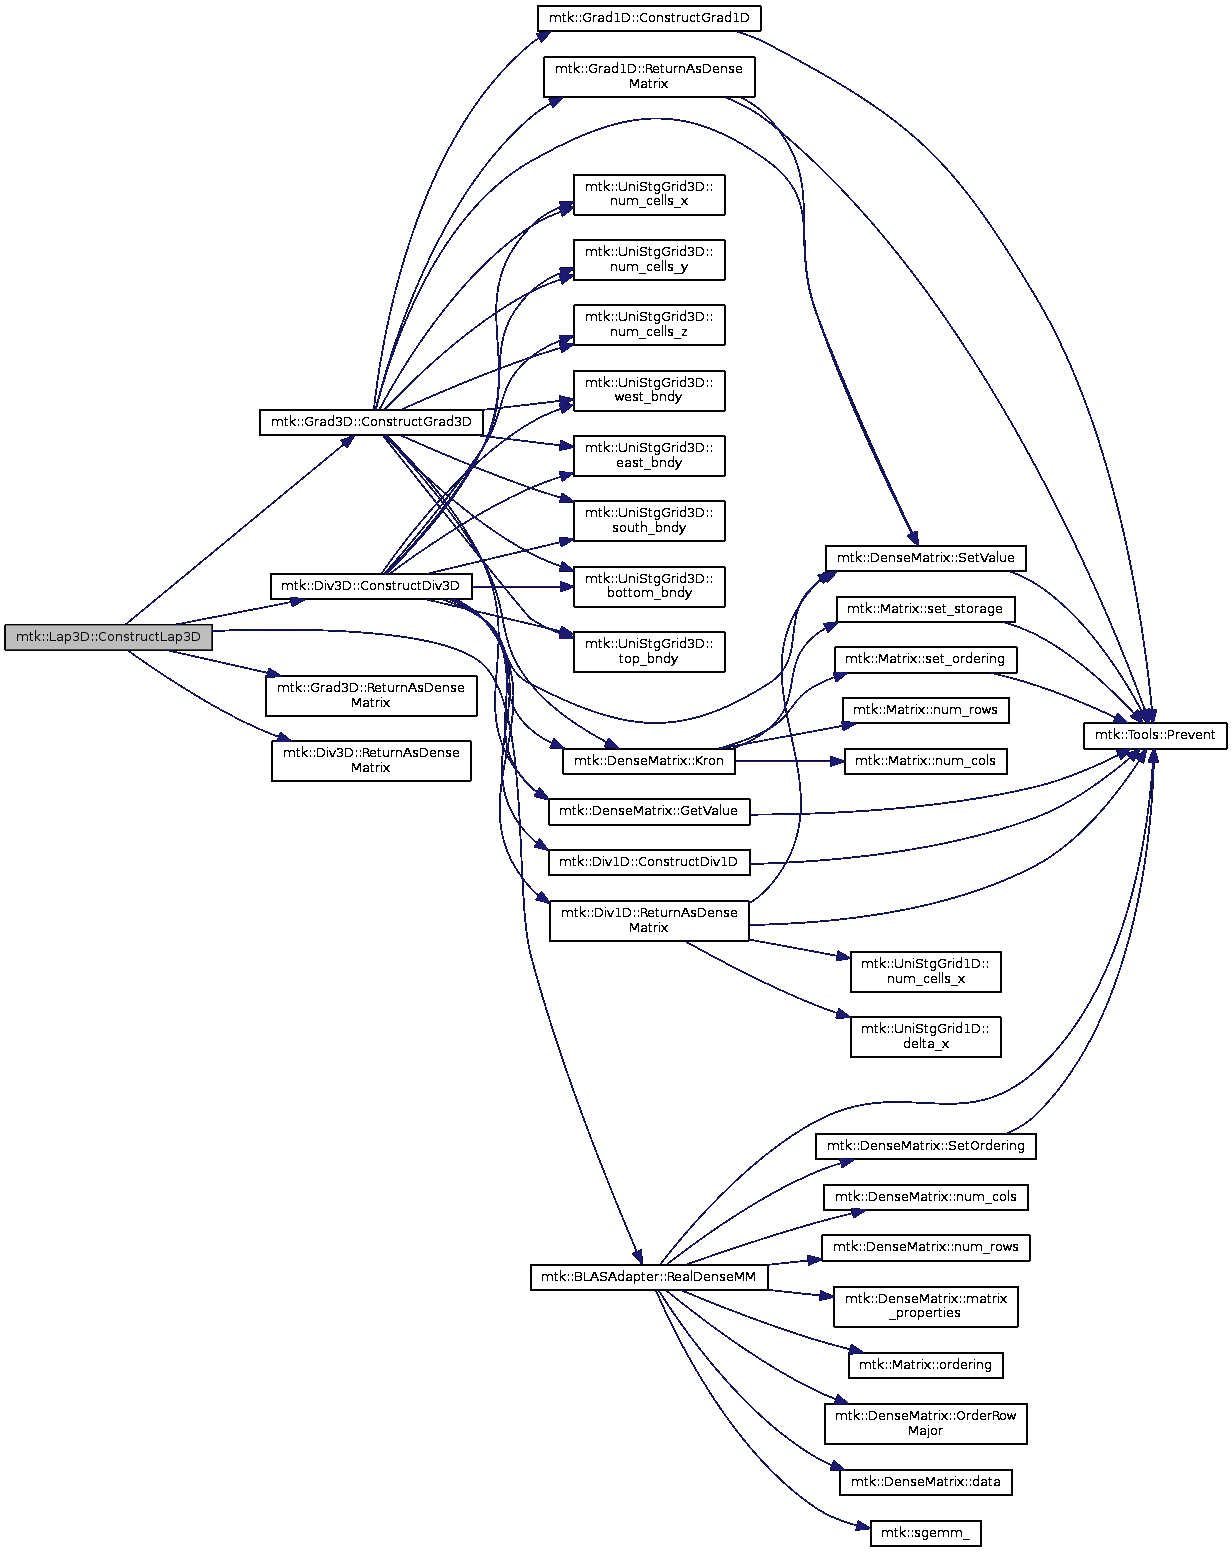 mtk::Grad1D::ConstructGrad1D
mtk::Grad1D::ReturnAsDense
Matrix
mtk::UniStgGrid3D::
num_cells_x
mtk::UniStgGrid3D::
num_cells_y
mtk::UniStgGrid3D::
num_cells_z
mtk::UniStgGrid3D::
west_bndy
mtk::Grad3D::ConstructGrad3D
mtk::UniStgGrid3D::
east_bndy
mtk::UniStgGrid3D::
south_bndy
mtk::DenseMatrix::SetValue
mtk::UniStgGrid3D::
bottom_bndy
mtk::Div3D::ConstructDiv3D
mtk::Matrix::set_storage
mtk::Lap3D::ConstructLap3D
mtk::UniStgGrid3D::
top_bndy
mtk::Matrix::set_ordering
mtk::Grad3D::ReturnAsDense
Matrix
mtk::Matrix::num_rows
mtk::Tools::Prevent
mtk::Div3D::ReturnAsDense
Matrix
mtk::DenseMatrix::Kron
mtk::Matrix::num_cols
mtk::DenseMatrix::GetValue
mtk::Div1D::ConstructDiv1D
mtk::Div1D::ReturnAsDense
Matrix
mtk::UniStgGrid1D::
num_cells_x
mtk::UniStgGrid1D::
delta_x
mtk::DenseMatrix::SetOrdering
mtk::DenseMatrix::num_cols
mtk::DenseMatrix::num_rows
mtk::BLASAdapter::RealDenseMM
mtk::DenseMatrix::matrix
_properties
mtk::Matrix::ordering
mtk::DenseMatrix::OrderRow
Major
mtk::DenseMatrix::data
mtk::sgemm_